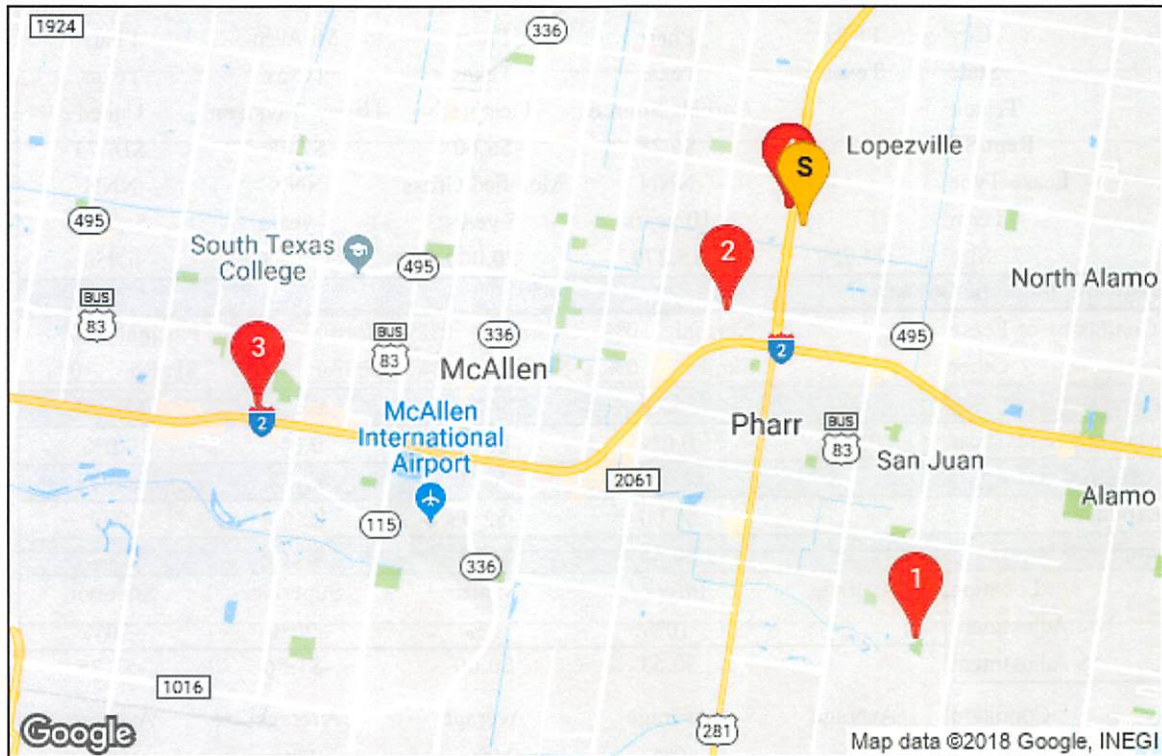 1924
336
Lopezville
S
495
South Texas
College
495
2
North Alamo
BUS
83
BUS
83
336
495
3
McAllen
2
2
McAllen
International
Airport
Pharr
BUS
83
San Juan
2061
Alamo
115
336
1
1016
281
Google
Map data ©2018 Google, INEGI